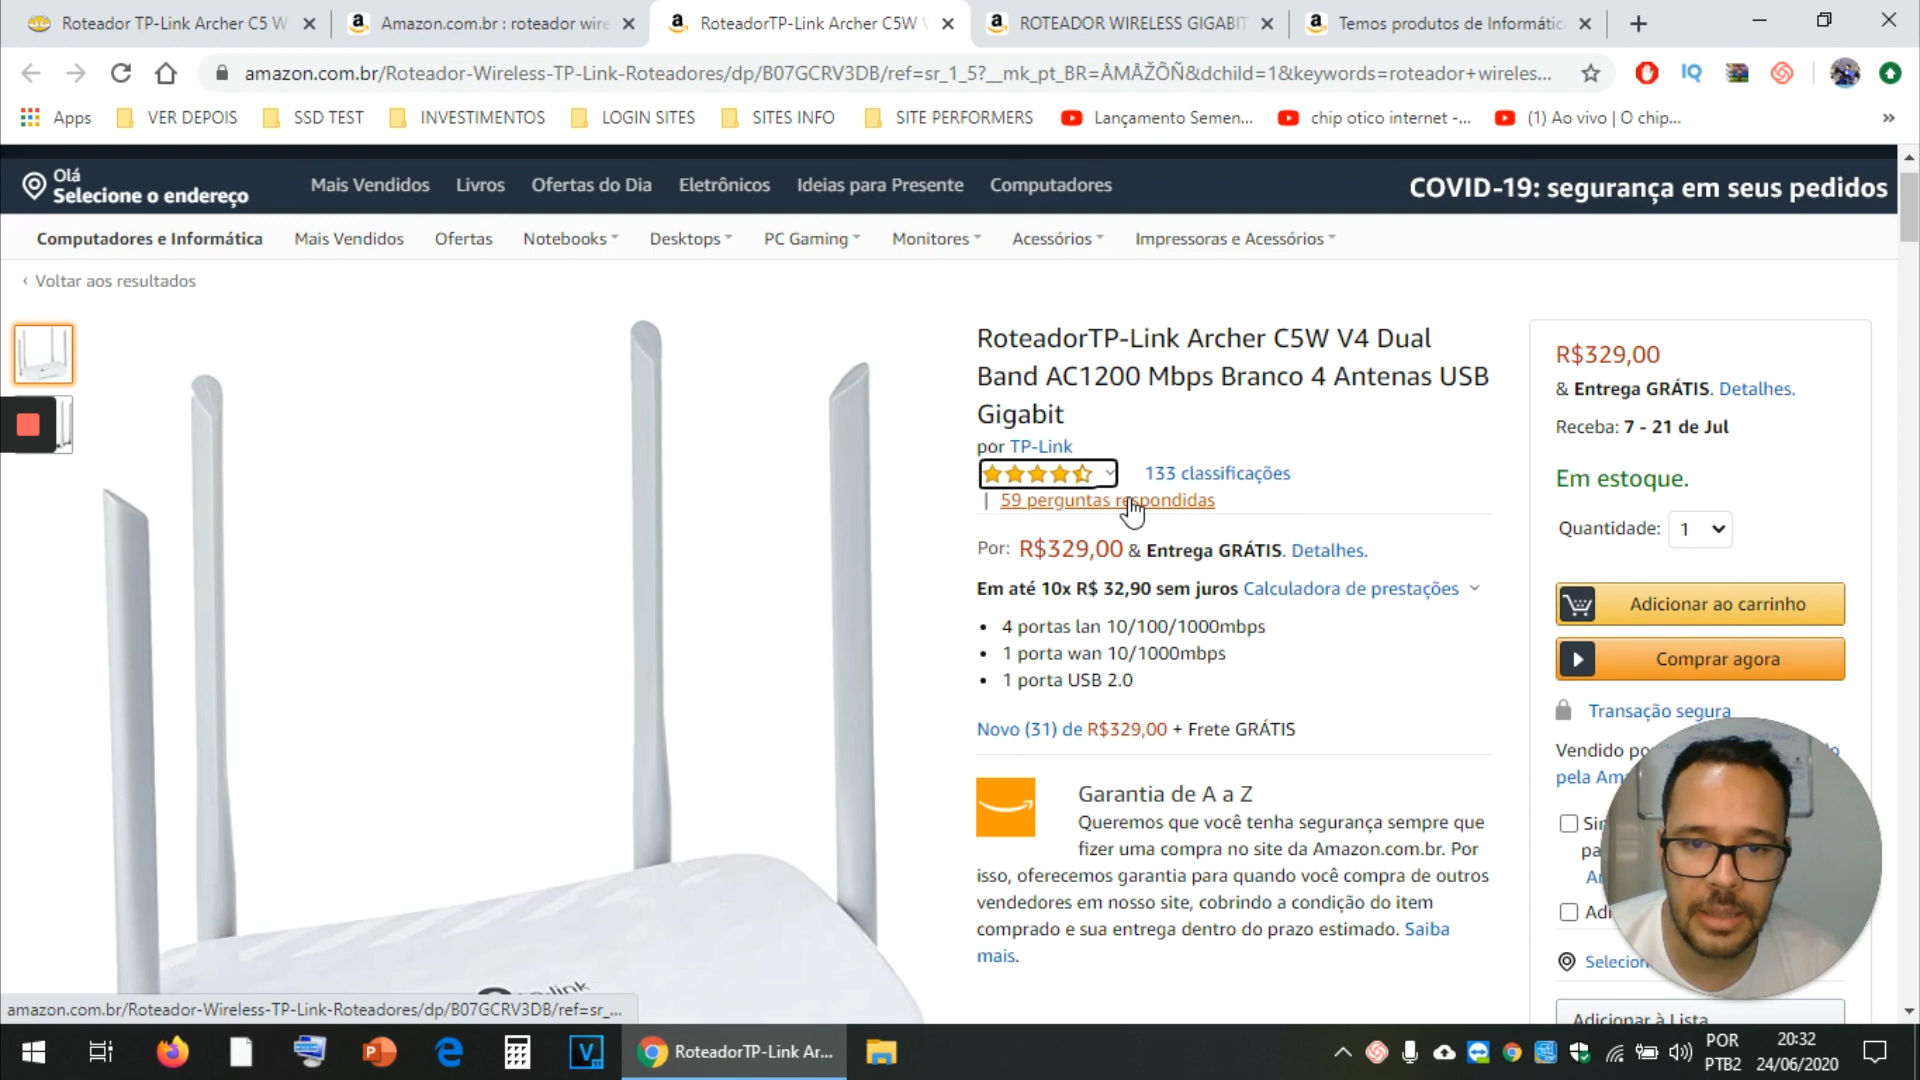 Roteador TP-Link Archer C5 W
Amazon.com.br : roteador wire
RoteadorTP-Link Archer C5W V
ROTEADOR WIRELESS GIGABIT
Temos produtos de Informátic
amazon.com.br/Roteador-Wireless-TP-Link-Roteadores/dp/B07GCRV3DB/ref=sr_1_5?__mk_pt_BR=ÅMÅŽÕÑ&dchild=1&keywords=roteador+wireles...
IQ
Apps
VER DEPOIS
SSD TEST
INVESTIMENTOS
LOGIN SITES
SITES INFO
SITE PERFORMERS
Lançamento Semen...
chip otico internet -...
(1) Ao vivo | O chip...
»
Olá
Selecione o endereço
Mais Vendidos
Livros
Ofertas do Dia
Eletrônicos
Ideias para Presente
Computadores
COVID-19: segurança em seus pedidos
Computadores e Informática
Mais Vendidos
Ofertas
Notebooks
Desktops
PC Gaming
Monitores
Acessórios
Impressoras e Acessórios
‹ Voltar aos resultados
RoteadorTP-Link Archer C5W V4 Dual
Band AC1200 Mbps Branco 4 Antenas USB
Gigabit
por TP-Link
133 classificações
| 59 perguntas respondidas
Por: R$329,00 & Entrega GRÁTIS. Detalhes.
Em até 10x R$ 32,90 sem juros Calculadora de prestações
• 4 portas lan 10/100/1000mbps
• 1 porta wan 10/1000mbps
• 1 porta USB 2.0
Novo (31) de R$329,00 + Frete GRÁTIS
Garantia de A a Z
Queremos que você tenha segurança sempre que
fizer uma compra no site da Amazon.com.br. Por
isso, oferecemos garantia para quando você compra de outros
vendedores em nosso site, cobrindo a condição do item
comprado e sua entrega dentro do prazo estimado. Saiba
mais.
R$329,00
& Entrega GRÁTIS. Detalhes.
Receba: 7 - 21 de Jul
Em estoque.
Quantidade: 1
Adicionar ao carrinho
Comprar agora
Transação segura
Vendido po
pela Am
Adicionar à Lista
amazon.com.br/Roteador-Wireless-TP-Link-Roteadores/dp/B07GCRV3DB/ref=sr_...
RoteadorTP-Link Ar...
POR
PTB2
20:32
24/06/2020